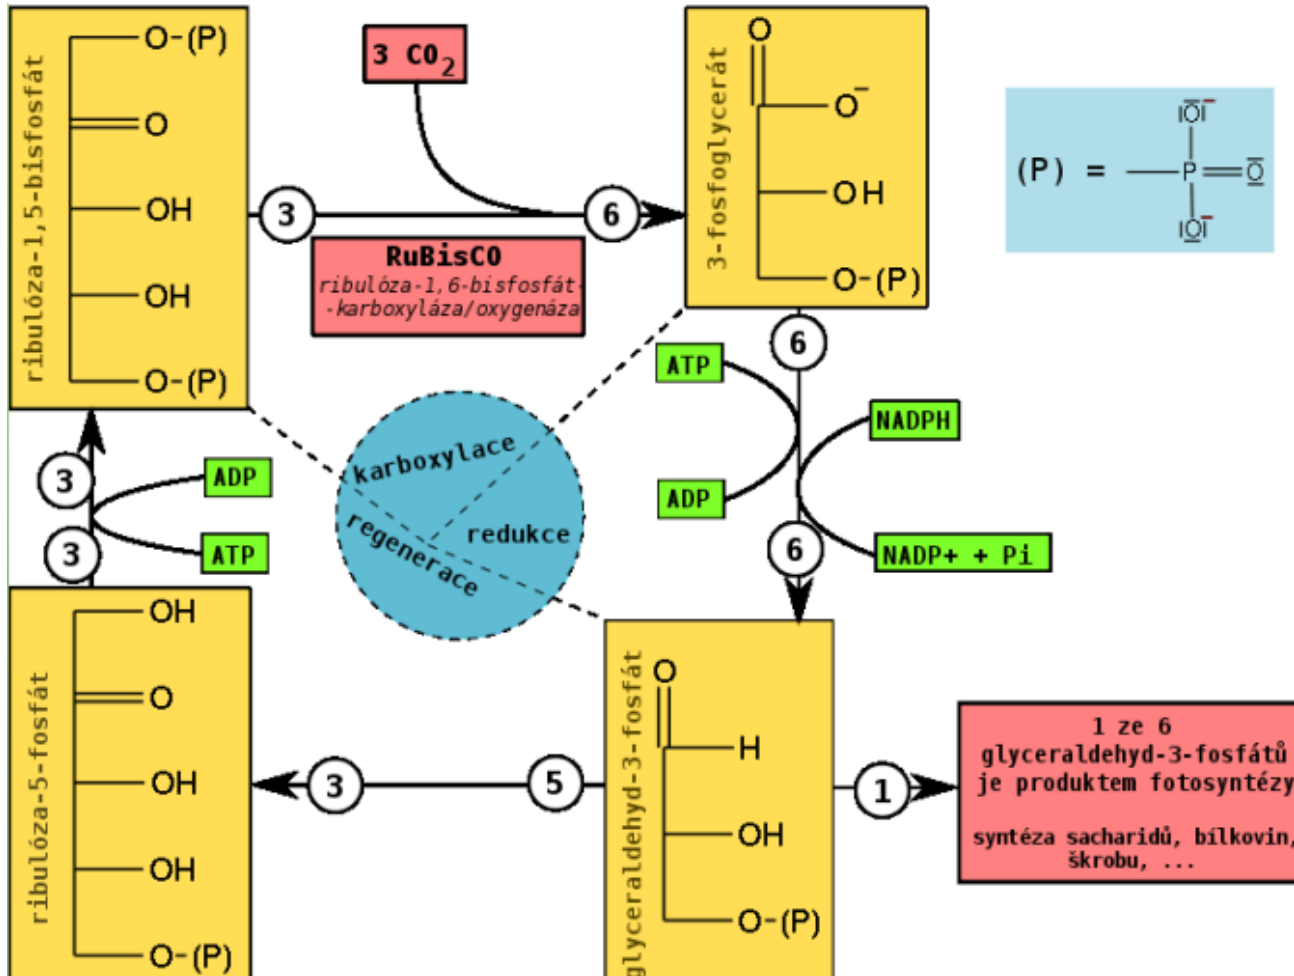 ribulóza-1,5-bisfosfát
O-(P)
O
OH
OH
O-(P)
3 CO2
3
6
RuBisCO
ribulóza-1,6-bisfosfát-
-karboxyláza/oxygenáza
3-fosfoglycerát
O
O-
OH
O-(P)
(P) =
|O|-
P
O
|O|-
6
ATP
NADPH
ADP
NADP+ + Pi
6
karboxylace
redukce
regenerace
3
ADP
3
ATP
ribulóza-5-fosfát
OH
O
OH
OH
O-(P)
3
5
glyceraldehyd-3-fosfát
O
H
OH
O-(P)
1
1 ze 6
glyceraldehyd-3-fosfátů
je produktem fotosyntézy
syntéza sacharidů, bílkovin,
škrobu, ...